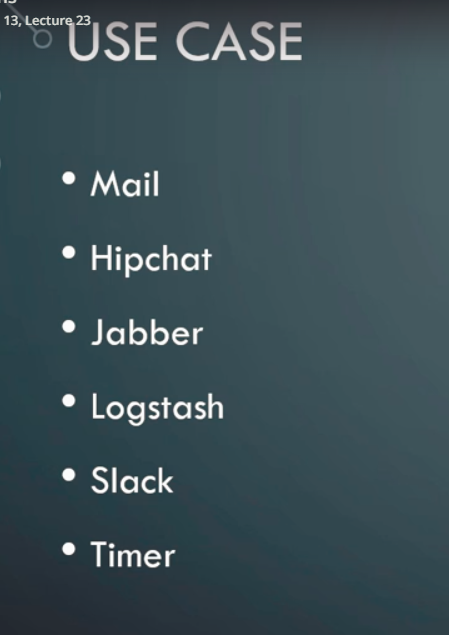 13, Lecture 23
USE CASE
• Mail
• Hipchat
• Jabber
• Logstash
• Slack
• Timer